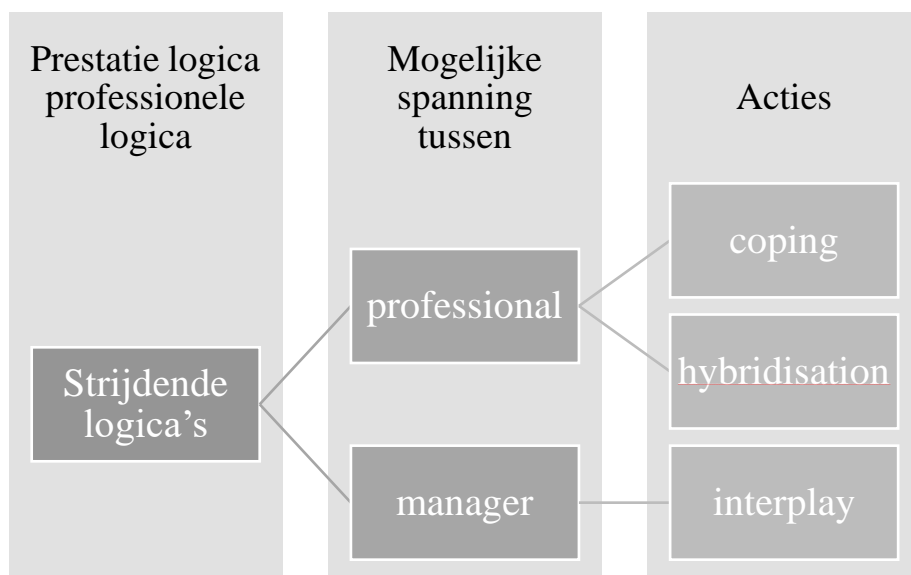 Prestatie logica
professionele
logica
Mogelijke
spanning
tussen
Acties
Strijdende
logica’s
professional
manager
coping
hybridisation
interplay